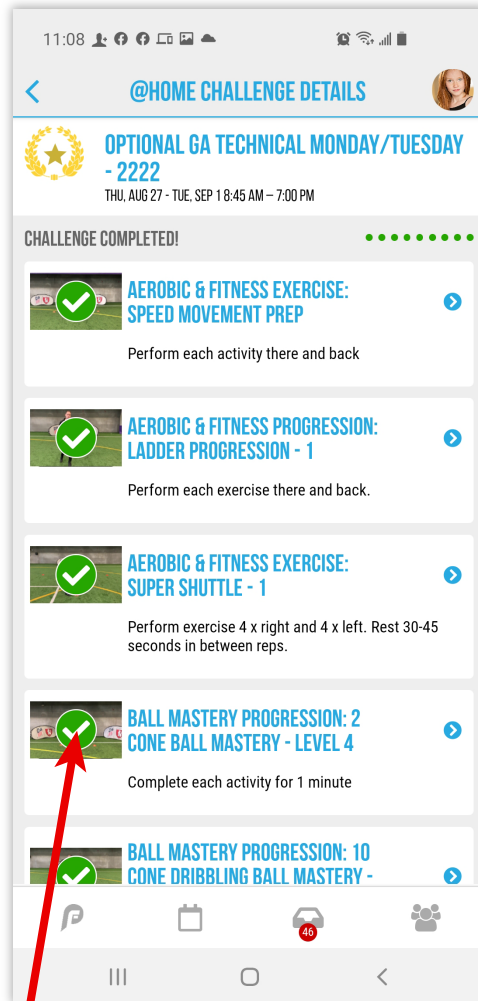 11:08
@HOME CHALLENGE DETAILS
OPTIONAL GA TECHNICAL MONDAY/TUESDAY
- 2222
THU, AUG 27 - TUE, SEP 1 8:45 AM – 7:00 PM
CHALLENGE COMPLETED!
AEROBIC & FITNESS EXERCISE:
SPEED MOVEMENT PREP
Perform each activity there and back
AEROBIC & FITNESS PROGRESSION:
LADDER PROGRESSION - 1
Perform each exercise there and back.
AEROBIC & FITNESS EXERCISE:
SUPER SHUTTLE - 1
Perform exercise 4 x right and 4 x left. Rest 30-45
seconds in between reps.
BALL MASTERY PROGRESSION: 2
CONE BALL MASTERY - LEVEL 4
Complete each activity for 1 minute
BALL MASTERY PROGRESSION: 10
CONE DRIBBLING BALL MASTERY -
46